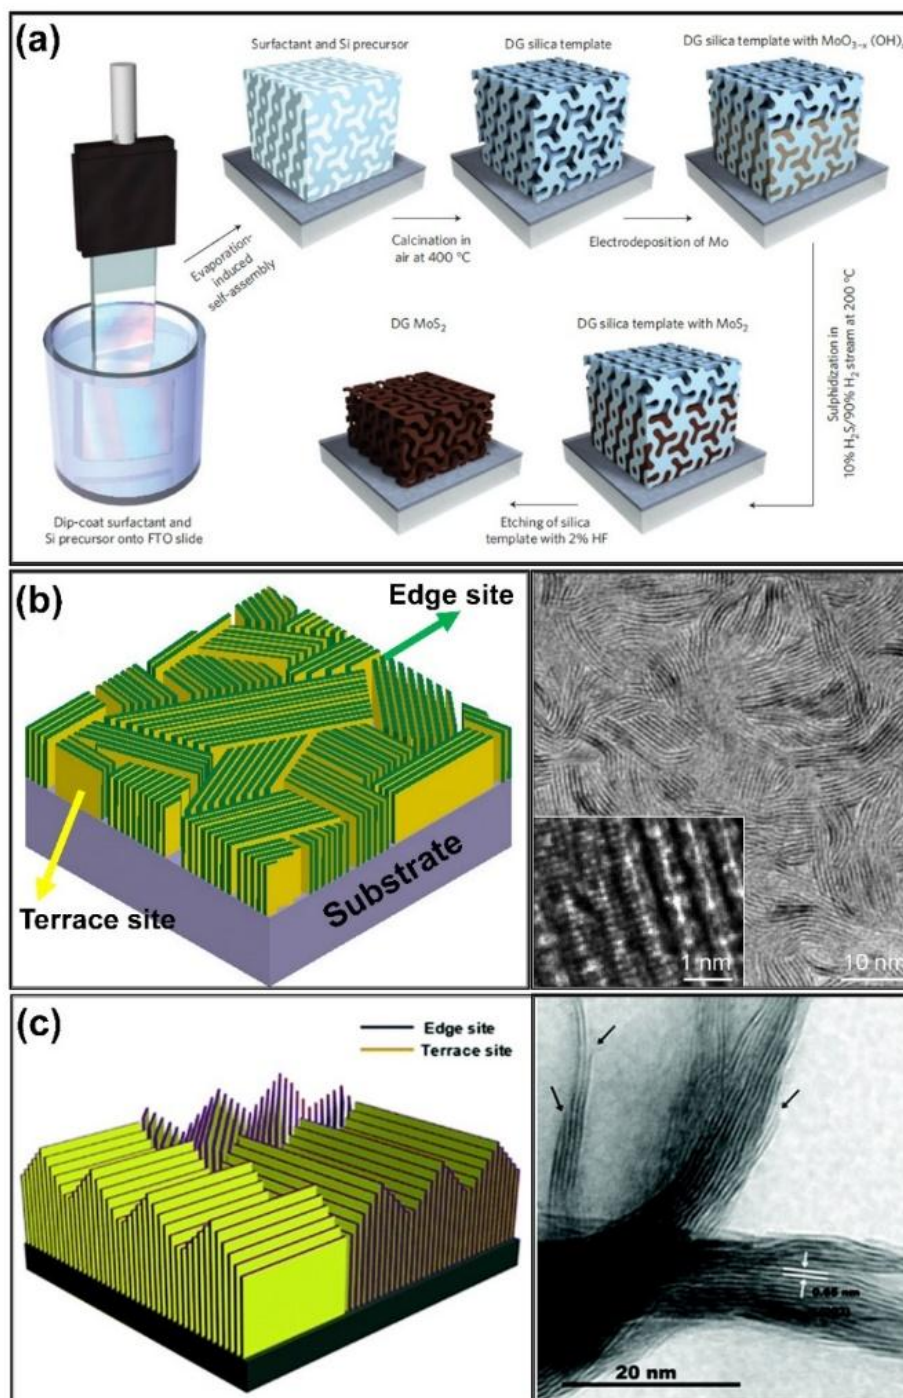 (a)
Surfactant and Si precursor
DG silica template
DG silica template with MoO₃₋ₓ (OH)
Evaporation-
induced
self-assembly
Calcination in
air at 400 °C
Electrodeposition of Mo
Sulphidization in
10% H₂S/90% H₂ stream at 200 °C
DG MoS₂
DG silica template with MoS₂
Etching of silica
template with 2% HF
Dip-coat surfactant and
Si precursor onto FTO slide
(b)
Edge site
Terrace site
Substrate
1 nm
10 nm
(c)
Edge site
Terrace site
0.65 nm
20 nm